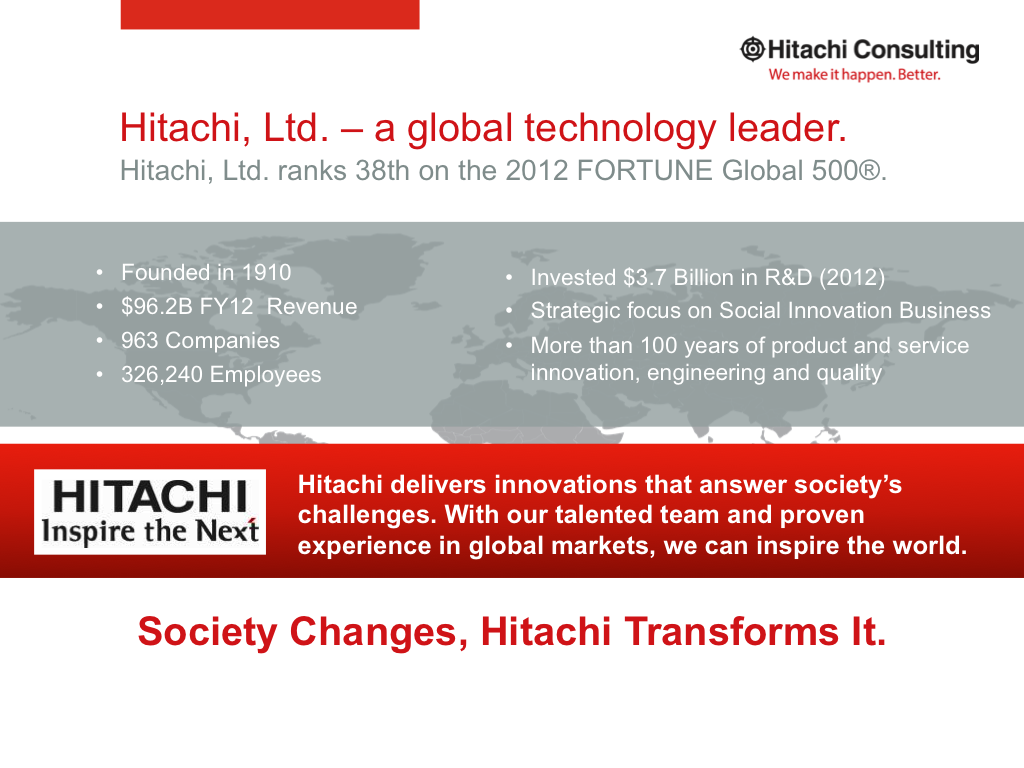 Hitachi Consulting
We make it happen. Better.
Hitachi, Ltd. – a global technology leader.
Hitachi, Ltd. ranks 38th on the 2012 FORTUNE Global 500®.
• Founded in 1910
• $96.2B FY12  Revenue
• 963 Companies
• 326,240 Employees
• Invested $3.7 Billion in R&D (2012)
• Strategic focus on Social Innovation Business
• More than 100 years of product and service
innovation, engineering and quality
HITACHI
Inspire the Next
Hitachi delivers innovations that answer society’s
challenges. With our talented team and proven
experience in global markets, we can inspire the world.
Society Changes, Hitachi Transforms It.